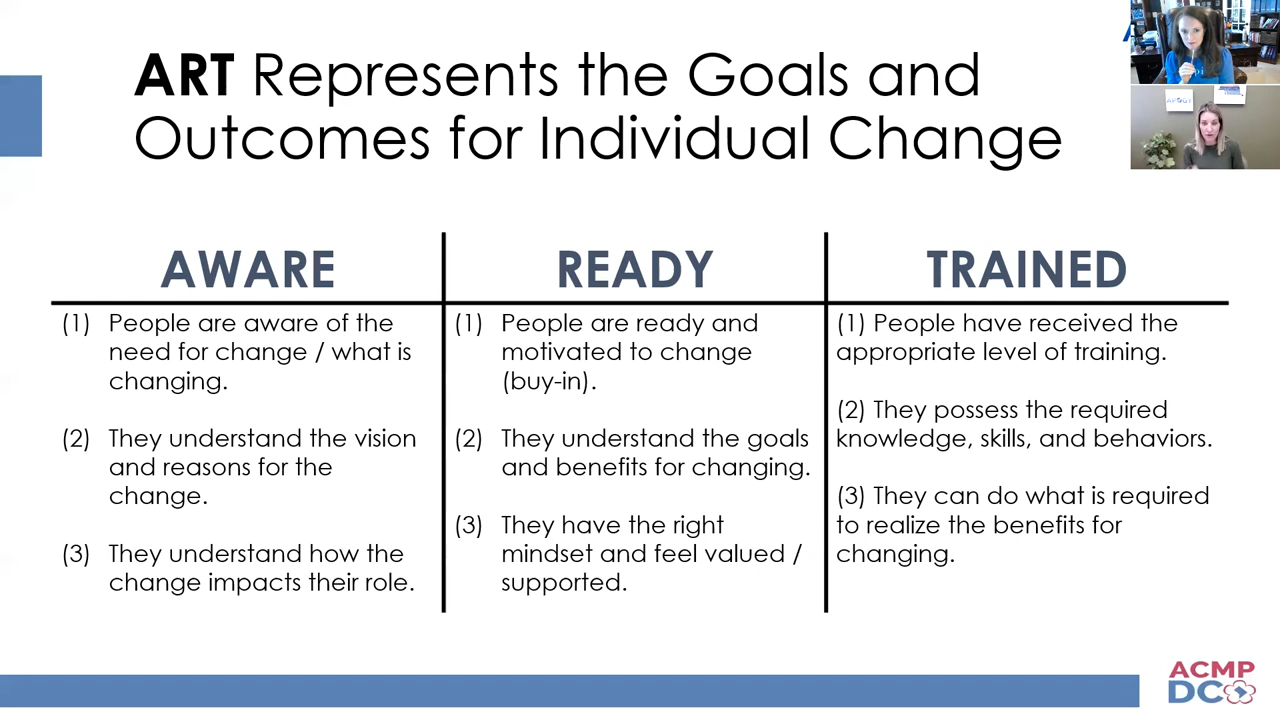 ART Represents the Goals and
Outcomes for Individual Change
AWARE
(1) People are aware of the
need for change / what is
changing.
(2) They understand the vision
and reasons for the
change.
(3) They understand how the
change impacts their role.
READY
(1) People are ready and
motivated to change
(buy-in).
(2) They understand the goals
and benefits for changing.
(3) They have the right
mindset and feel valued /
supported.
TRAINED
(1) People have received the
appropriate level of training.
(2) They possess the required
knowledge, skills, and behaviors.
(3) They can do what is required
to realize the benefits for
changing.
ACMP
DC